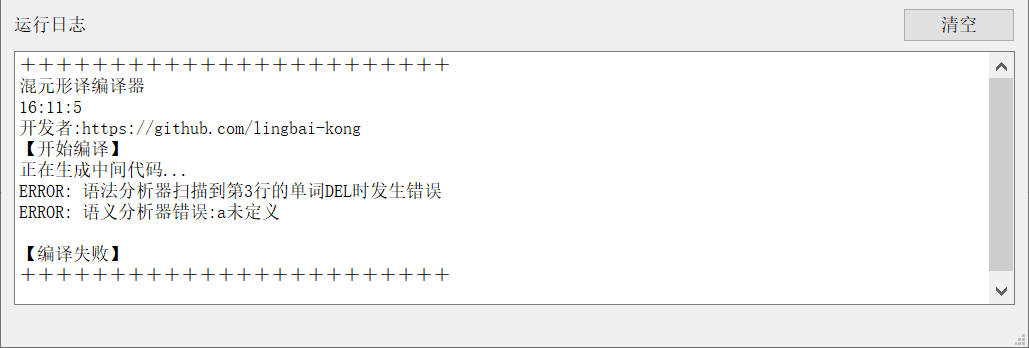 运行日志
清空
++++++++++++++++++++++++
混元形译编译器
16:11:5
开发者:https://github.com/lingbai-kong
【开始编译】
正在生成中间代码...
ERROR: 语法分析器扫描到第3行的单词DEL时发生错误
ERROR: 语义分析器错误:a未定义
【编译失败】
++++++++++++++++++++++++